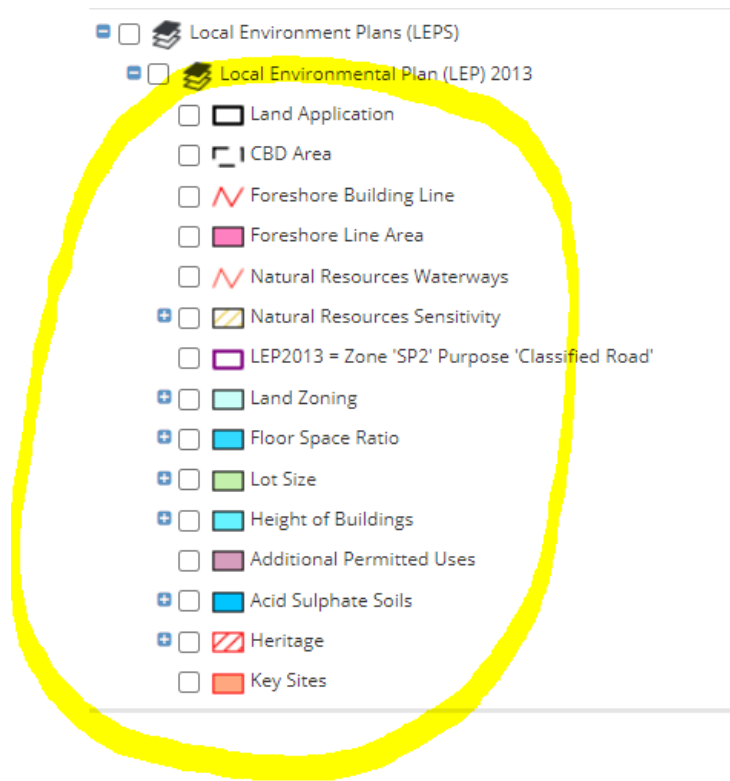 Local Environment Plans (LEPS)
Local Environmental Plan (LEP) 2013
Land Application
CBD Area
Foreshore Building Line
Foreshore Line Area
Natural Resources Waterways
Natural Resources Sensitivity
LEP2013 = Zone 'SP2' Purpose 'Classified Road'
Land Zoning
Floor Space Ratio
Lot Size
Height of Buildings
Additional Permitted Uses
Acid Sulphate Soils
Heritage
Key Sites